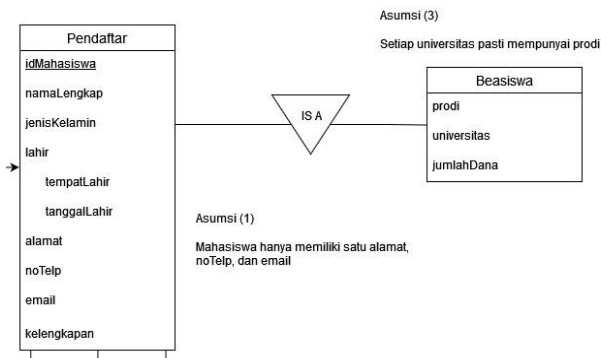 Asumsi (3)
Setiap universitas pasti mempunyai prodi
Pendaftar
idMahasiswa
namaLengkap
jenisKelamin
lahir
tempatLahir
tanggalLahir
alamat
noTelp
email
kelengkapan
IS A
Beasiswa
prodi
universitas
jumlahDana
Asumsi (1)
Mahasiswa hanya memiliki satu alamat,
noTelp, dan email